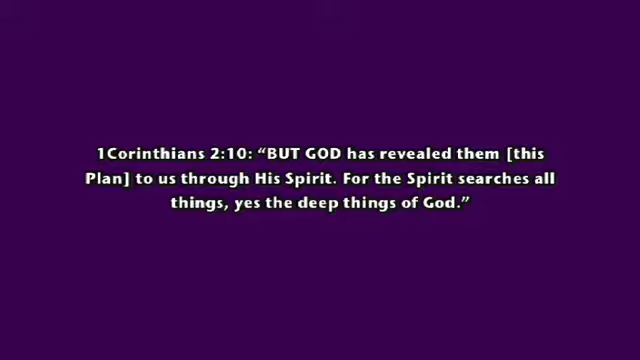 1Corinthians 2:10: “BUT GOD has revealed them [this
Plan] to us through His Spirit. For the Spirit searches all
things, yes the deep things of God.”